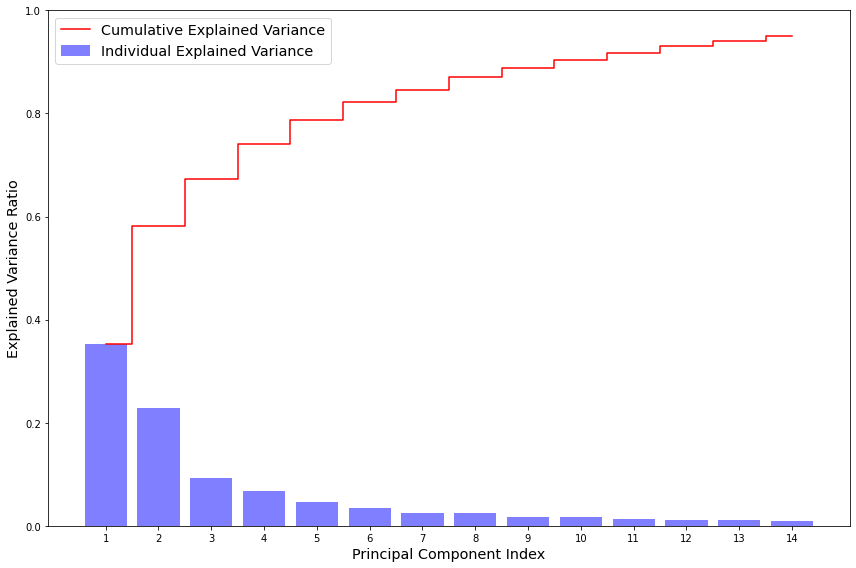 Cumulative Explained Variance
Individual Explained Variance
Explained Variance Ratio
1.0
0.8
0.6
0.4
0.2
0.0
1 2 3 4 5 6 7 8 9 10 11 12 13 14
Principal Component Index